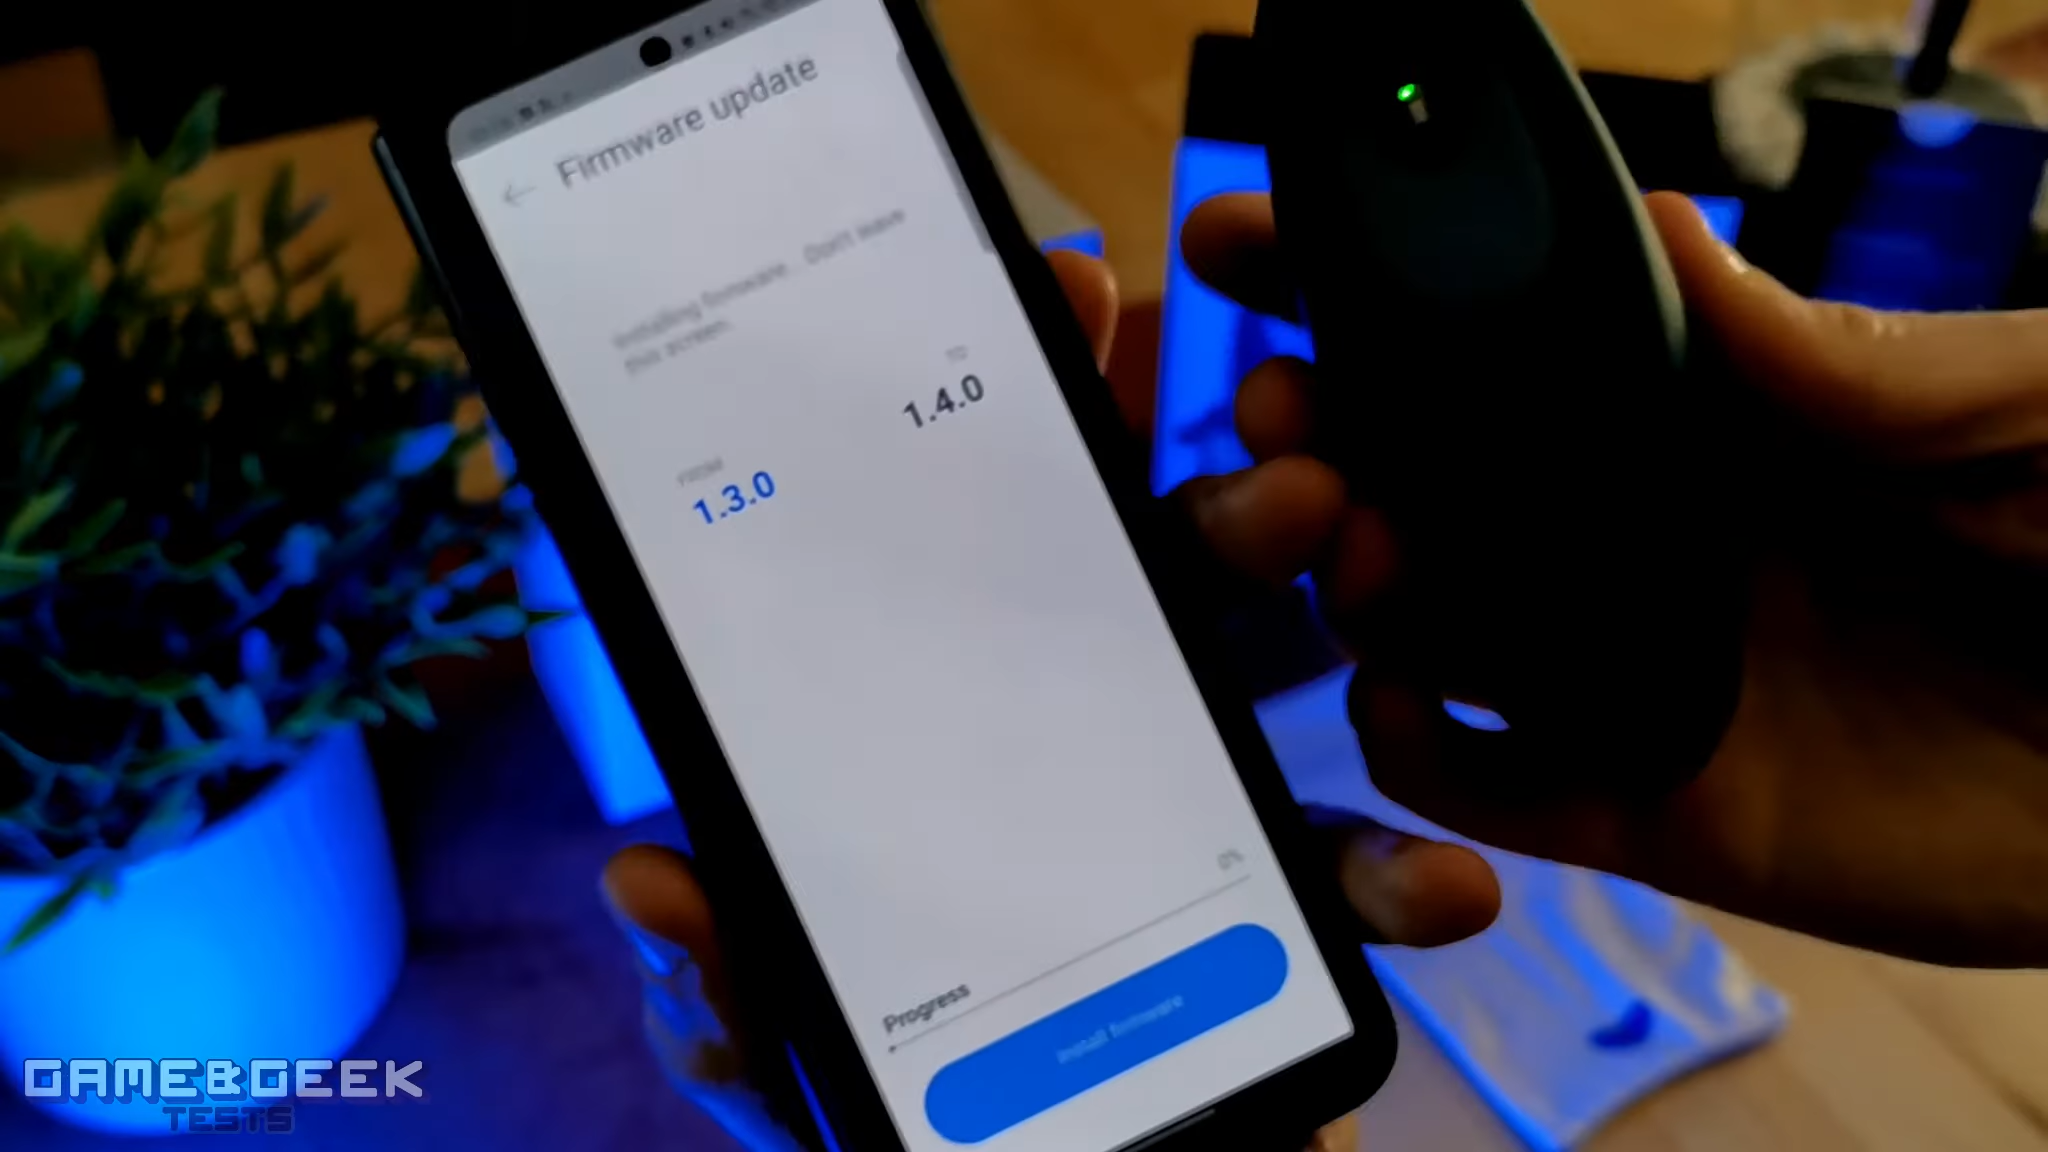 Firmware update
Installing firmware... Don't leave
this screen.
TO
1.4.0
FROM
1.3.0
0%
Progress
Install firmware
GAME&GEEK
TESTS